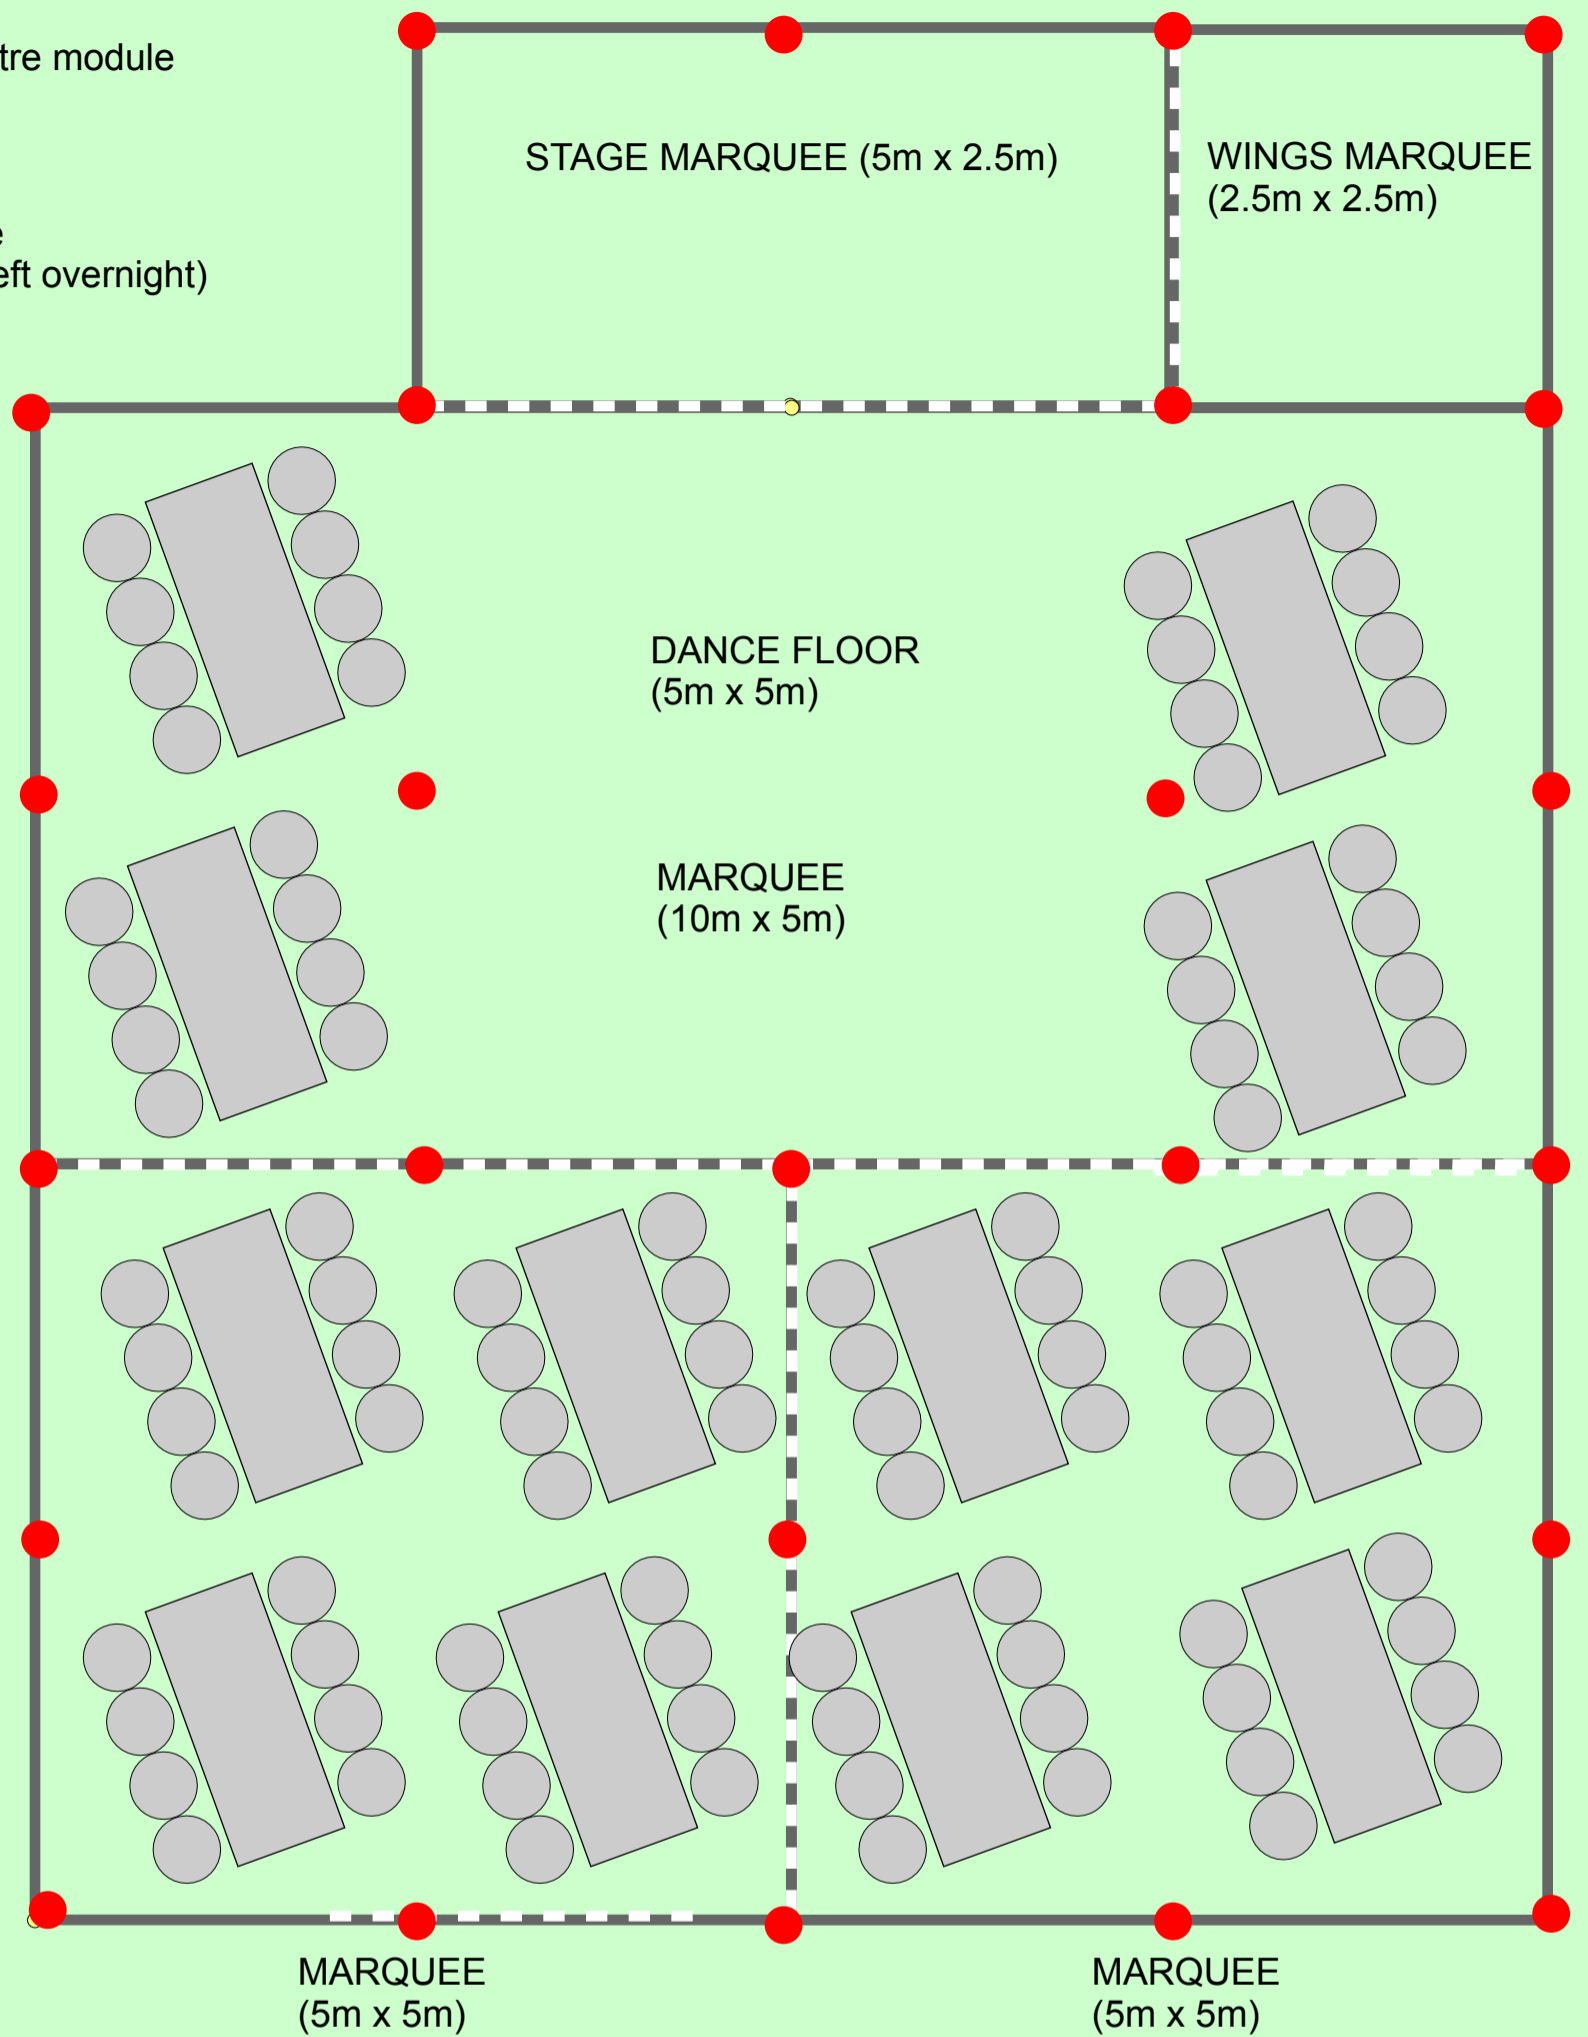 tre module
e
eft overnight)
STAGE MARQUEE (5m x 2.5m)
WINGS MARQUEE
(2.5m x 2.5m)
DANCE FLOOR
(5m x 5m)
MARQUEE
(10m x 5m)
MARQUEE
(5m x 5m)
MARQUEE
(5m x 5m)